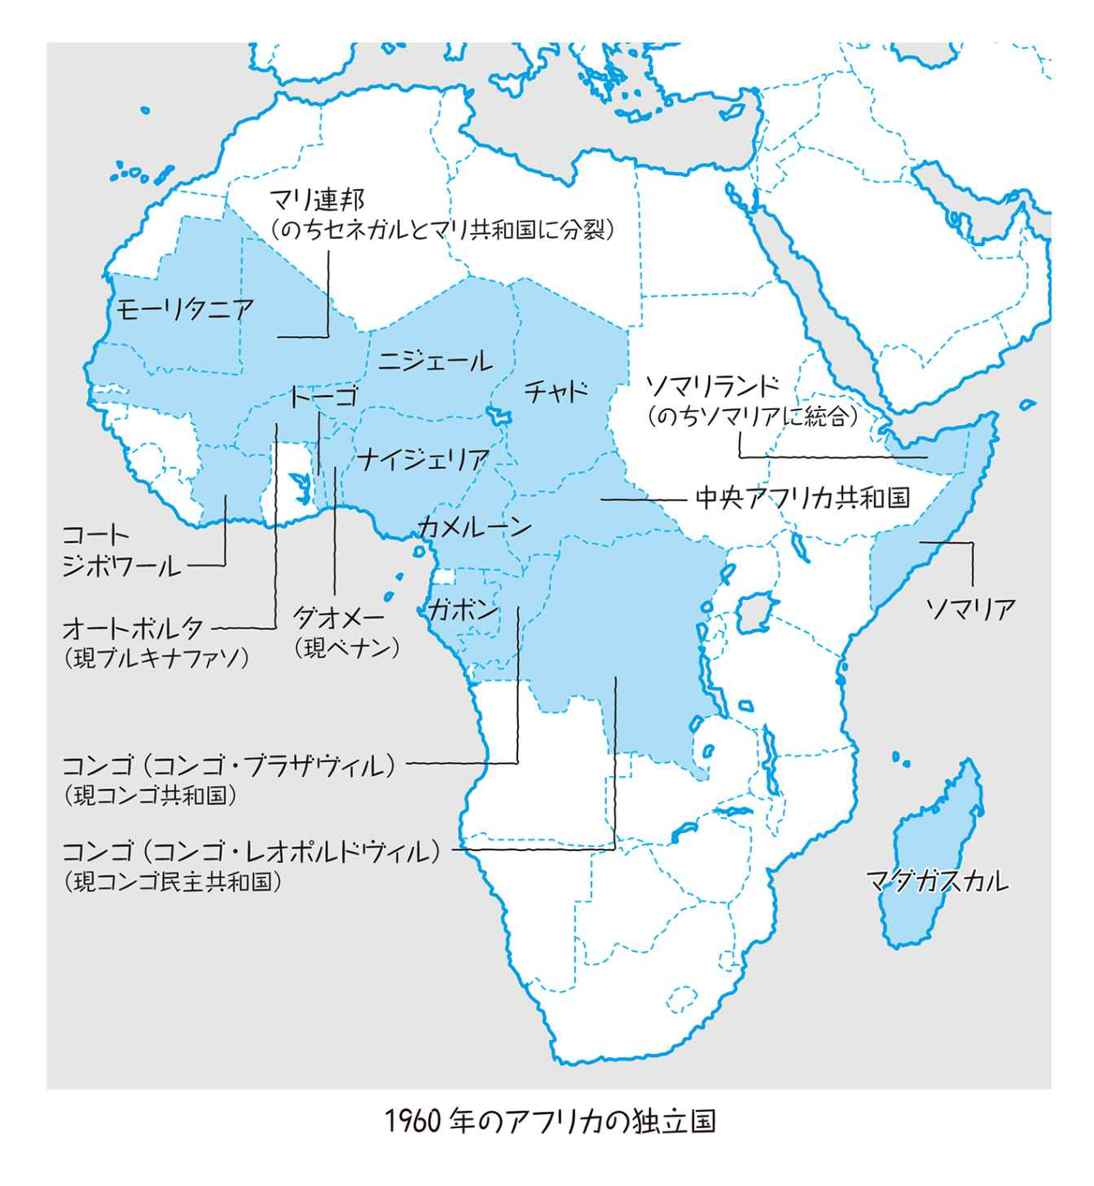 マリ連邦
(のちセネガルとマリ共和国に分裂)
モーリタニア
ニジェール
チャド
トーゴ
ソマリランド
(のちソマリアに統合)
ナイジェリア
中央アフリカ共和国
カメルーン
コート
ジボワール
ガボン
ダオメー
(現ベナン)
ソマリア
オートボルタ
(現ブルキナファソ)
コンゴ(コンゴ・ブラザヴィル)
(現コンゴ共和国)
コンゴ(コンゴ・レオポルドヴィル)
(現コンゴ民主共和国)
マダガスカル
1960年のアフリカの独立国